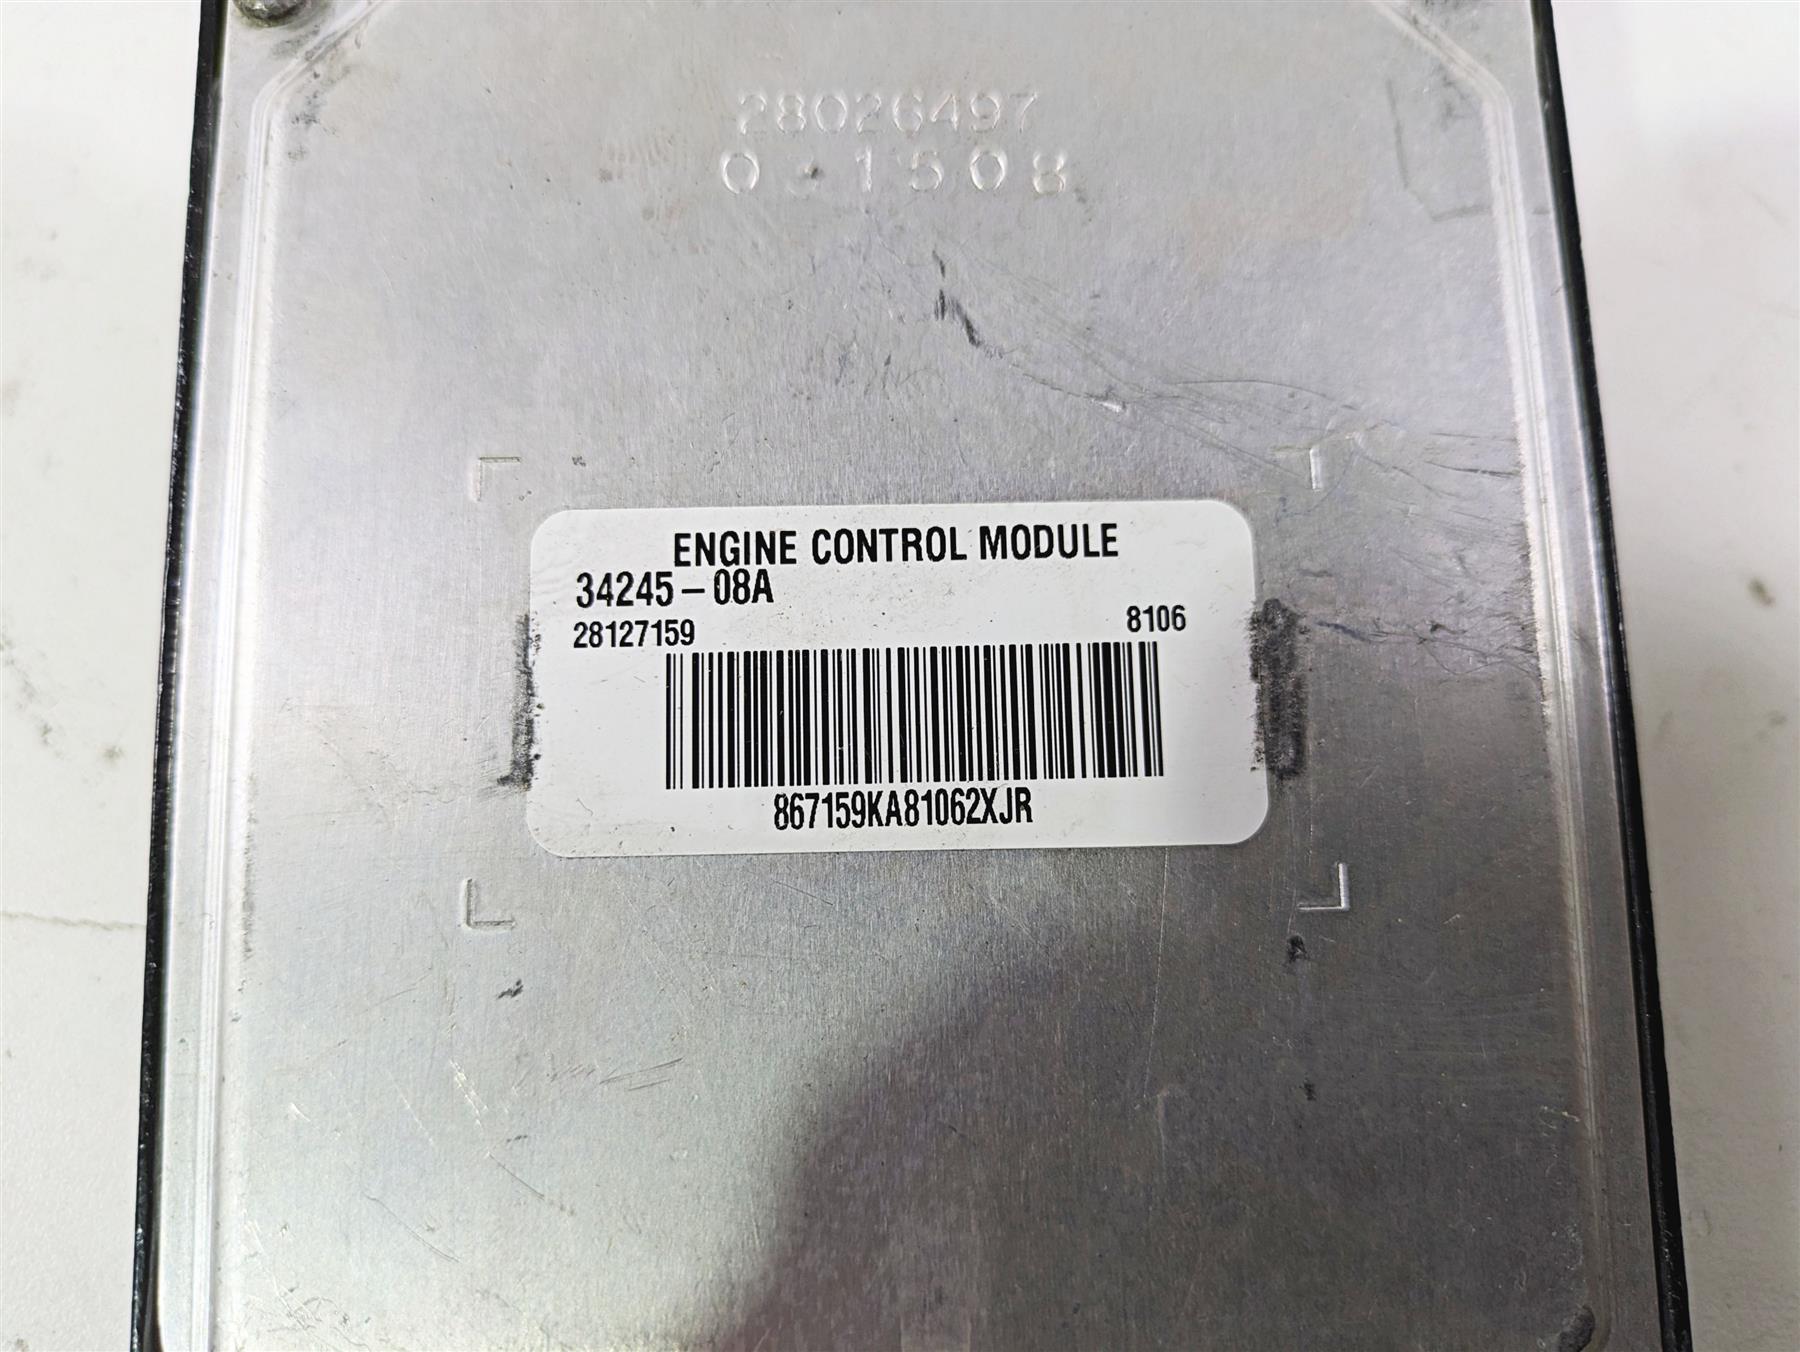 28026497
ENGINE CONTROL MODULE
34245-08A
28127159 8106
867159KA81062XJR